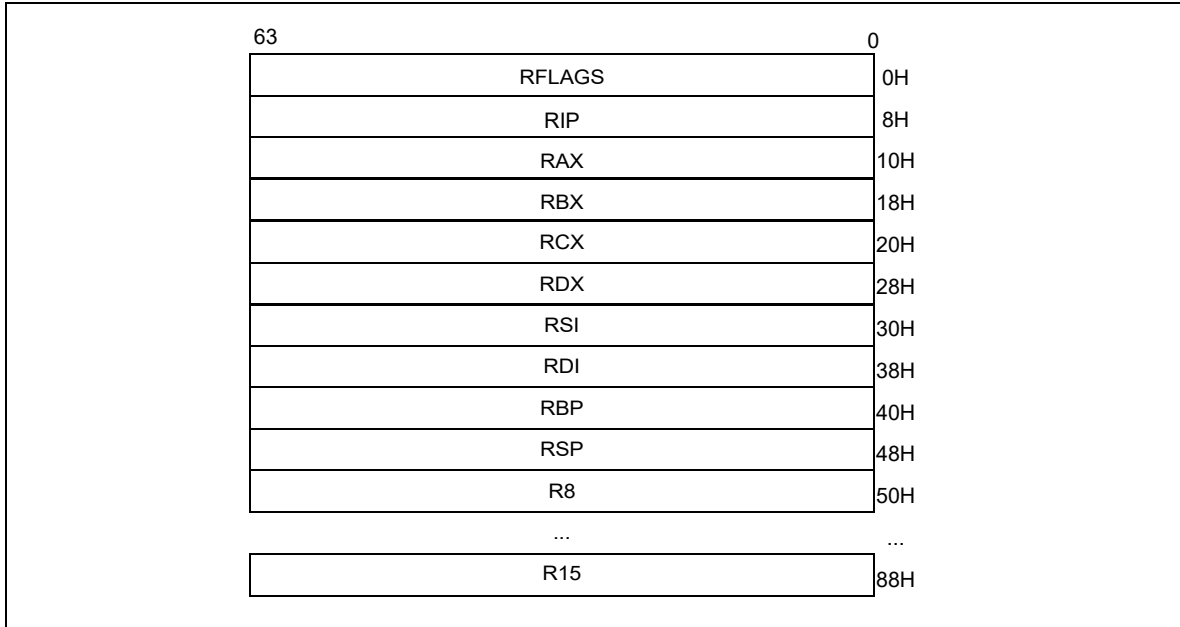 63 0
RFLAGS 0H
RIP 8H
RAX 10H
RBX 18H
RCX 20H
RDX 28H
RSI 30H
RDI 38H
RBP 40H
RSP 48H
R8 50H
... ...
R15 88H